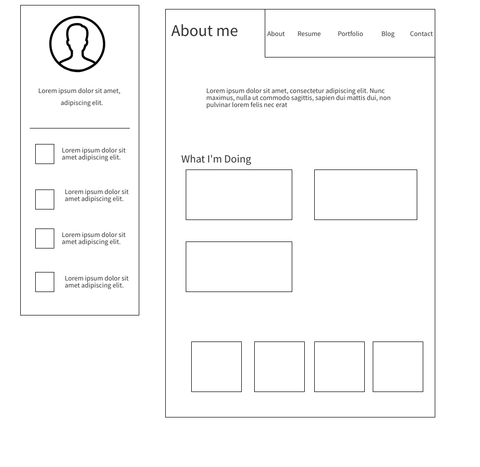 Lorem ipsum dolor sit amet,
adipiscing elit.
Lorem ipsum dolor sit
amet adipiscing elit.
Lorem ipsum dolor sit
amet adipiscing elit.
Lorem ipsum dolor sit
amet adipiscing elit.
Lorem ipsum dolor sit
amet adipiscing elit.
About me
About Resume Portfolio Blog Contact
Lorem ipsum dolor sit amet, consectetur adipiscing elit. Nunc
maximus, nulla ut commodo sagittis, sapien dui mattis dui, non
pulvinar lorem felis nec erat
What I'm Doing